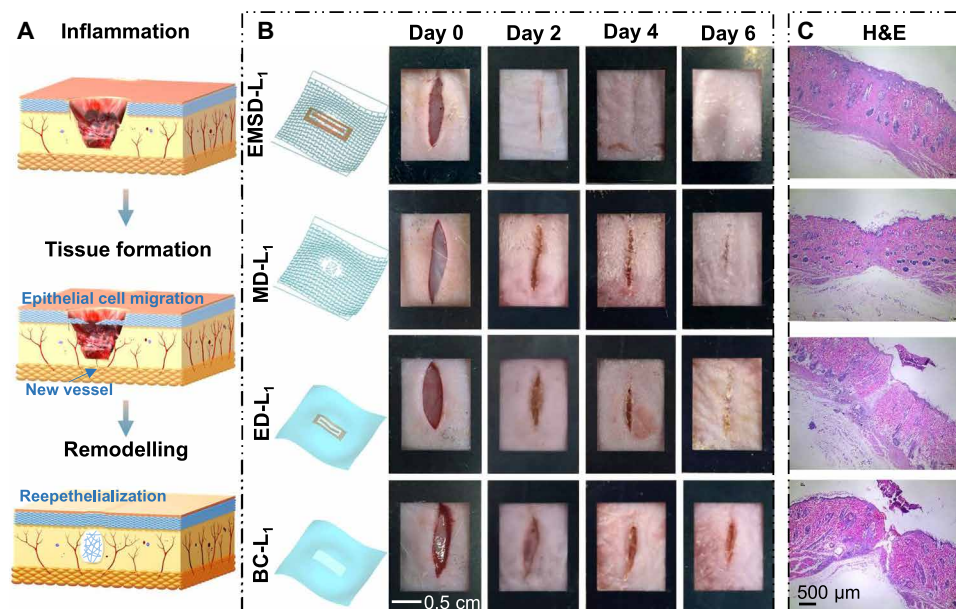 A
Inflammation
Tissue formation
Epithelial cell migration
New vessel
Remodelling
Reepethelialization
B
Day 0
Day 2
Day 4
Day 6
EMSD-L₁
MD-L₁
ED-L₁
BC-L₁
0.5 cm
C
H&E
500 µm